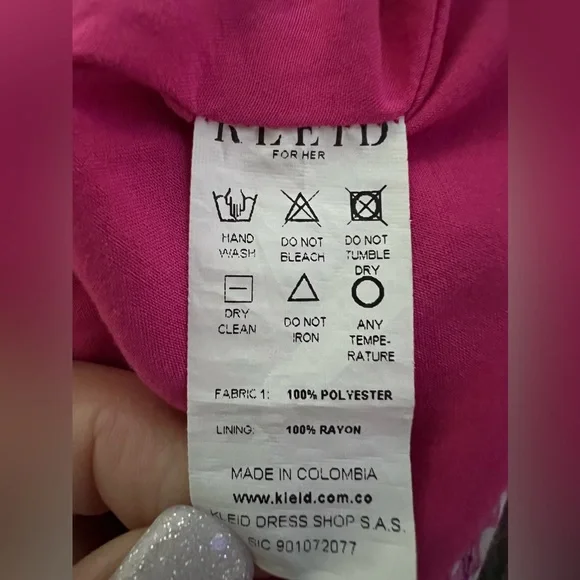 KLEID
FOR HER
HAND WASH
DO NOT BLEACH
DO NOT TUMBLE DRY
DRY CLEAN
DO NOT IRON
ANY TEMPE-RATURE
FABRIC 1: 100% POLYESTER
LINING: 100% RAYON
MADE IN COLOMBIA
www.kleid.com.co
KLEID DRESS SHOP S.A.S.
SIC 901072077